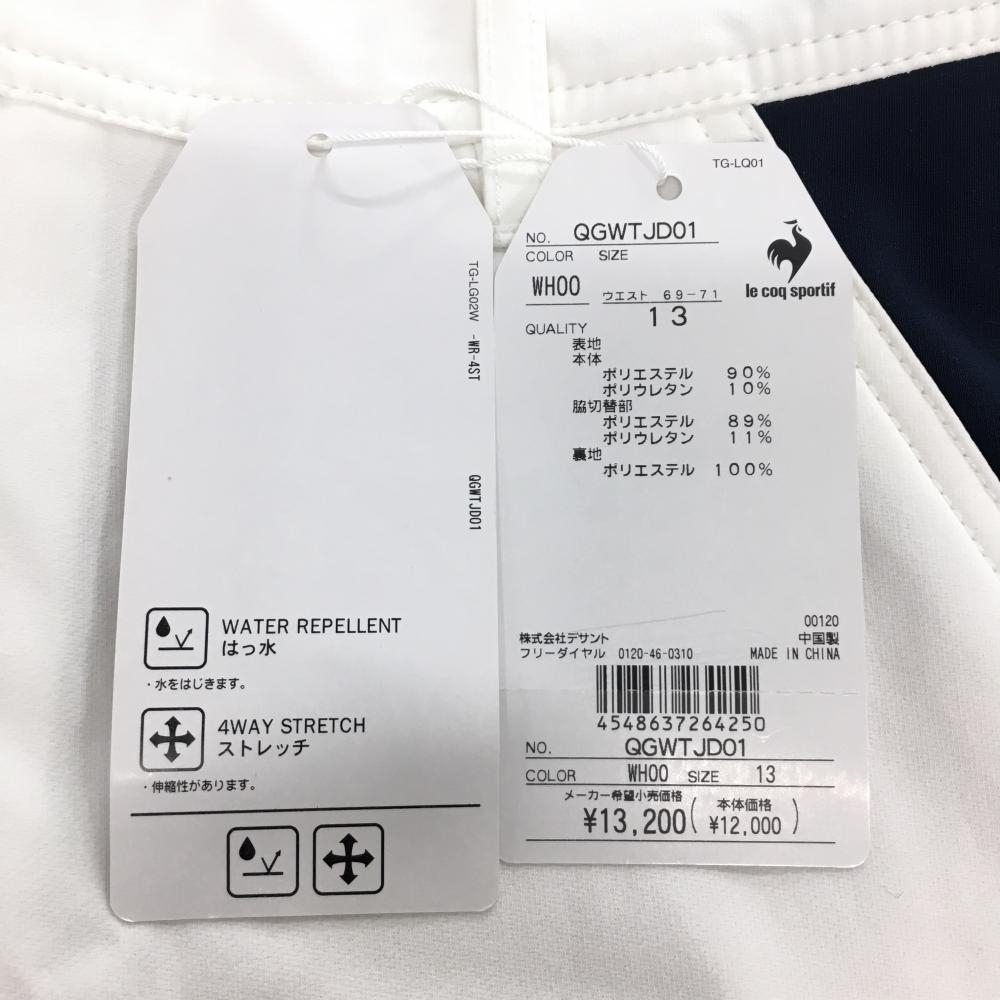 TG-LG02W
-WR-4ST
QGWTJD01
WATER REPELLENT
はっ水
・水をはじきます。
4WAY STRETCH
ストレッチ
・伸縮性があります。
TG-LQ01
NO. QGWTJD01
COLOR SIZE
le coq sportif
WH00 ウエスト 69-71
13
QUALITY
表地
本体
ポリエステル 90%
ポリウレタン 10%
脇切替部
ポリエステル 89%
ポリウレタン 11%
裏地
ポリエステル 100%
00120
株式会社デサント 中国製
フリーダイヤル 0120-46-0310 MADE IN CHINA
4548637264250
NO. QGWTJD01
COLOR WH00 SIZE 13
メーカー希望小売価格
¥13,200 ( 本体価格 ¥12,000 )